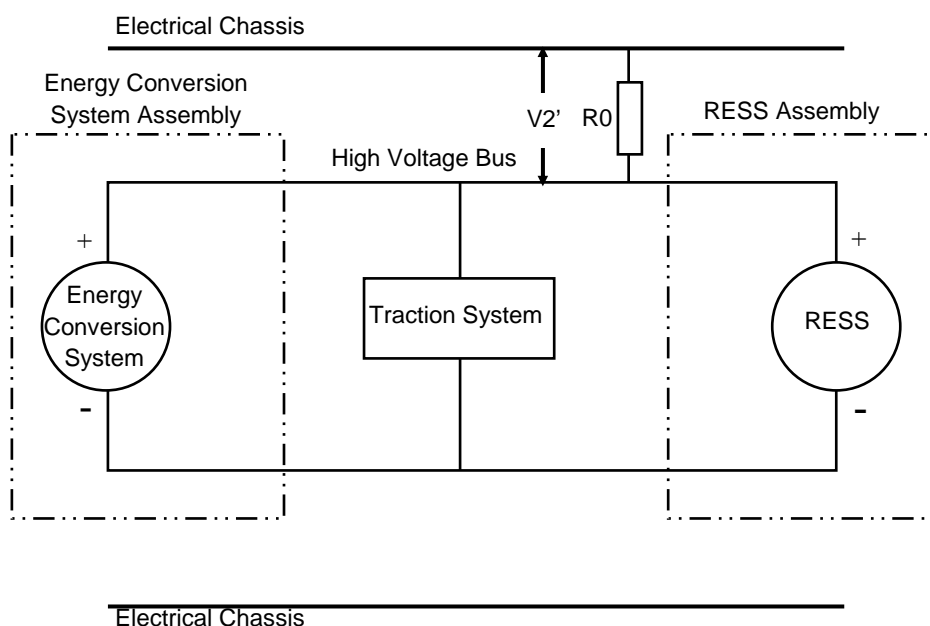 Electrical Chassis
Energy Conversion
System Assembly
V2’
R0
RESS Assembly
High Voltage Bus
+
+
Energy
Conversion
System
Traction System
RESS
-
-
Electrical Chassis